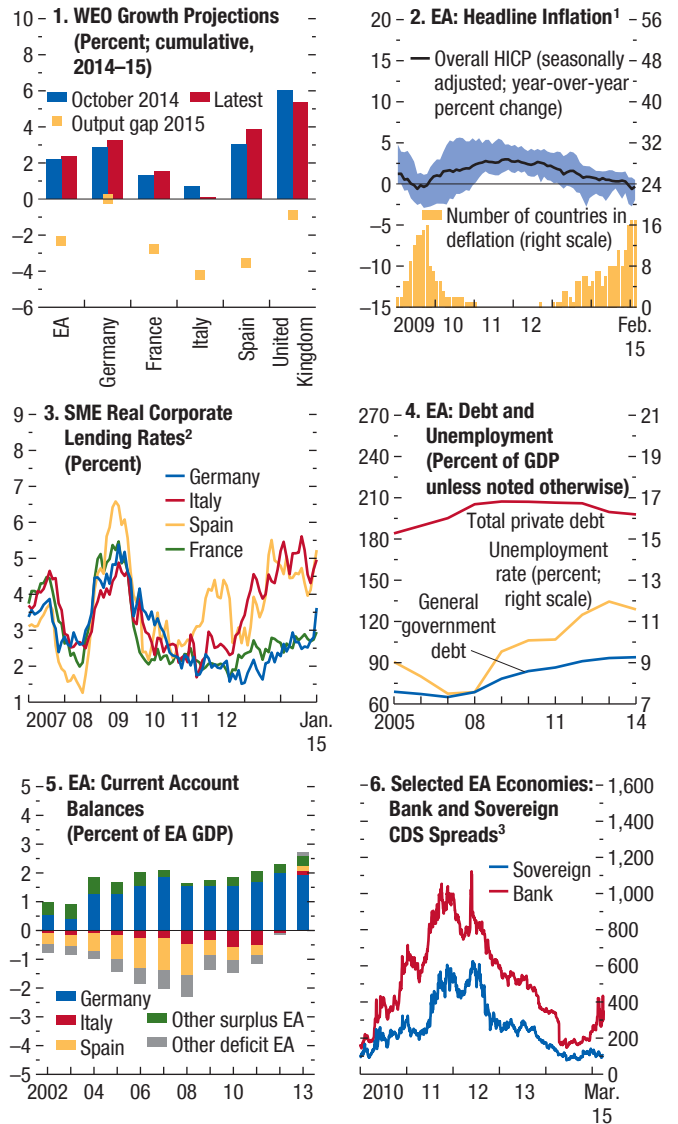 1. WEO Growth Projections
(Percent; cumulative,
2014–15)
10
8
6
4
2
0
−2
−4
−6
October 2014
Latest
Output gap 2015
EA
Germany
France
Italy
Spain
United
Kingdom
2. EA: Headline Inflation1
20
15
10
5
0
−5
−10
−15
Overall HICP (seasonally
adjusted; year-over-year
percent change)
Number of countries in
deflation (right scale)
56
48
40
32
28
24
16
8
0
2009 10 11 12 Feb.
15
3. SME Real Corporate
Lending Rates2
(Percent)
9
8
7
6
5
4
3
2
1
Germany
Italy
Spain
France
2007 08 09 10 11 12 Jan.
15
4. EA: Debt and
Unemployment
(Percent of GDP
unless noted otherwise)
270
240
210
180
150
120
90
60
Total private debt
Unemployment
rate (percent;
right scale)
General
government
debt
21
19
17
15
13
11
9
7
2005 08 11 14
5. EA: Current Account
Balances
(Percent of EA GDP)
5
4
3
2
1
0
−1
−2
−3
−4
−5
Germany
Italy
Spain
Other surplus EA
Other deficit EA
2002 04 06 08 10 13
6. Selected EA Economies:
Bank and Sovereign
CDS Spreads3
Sovereign
Bank
1,600
1,400
1,200
1,000
800
600
400
200
0
2010 11 12 13 Mar.
15